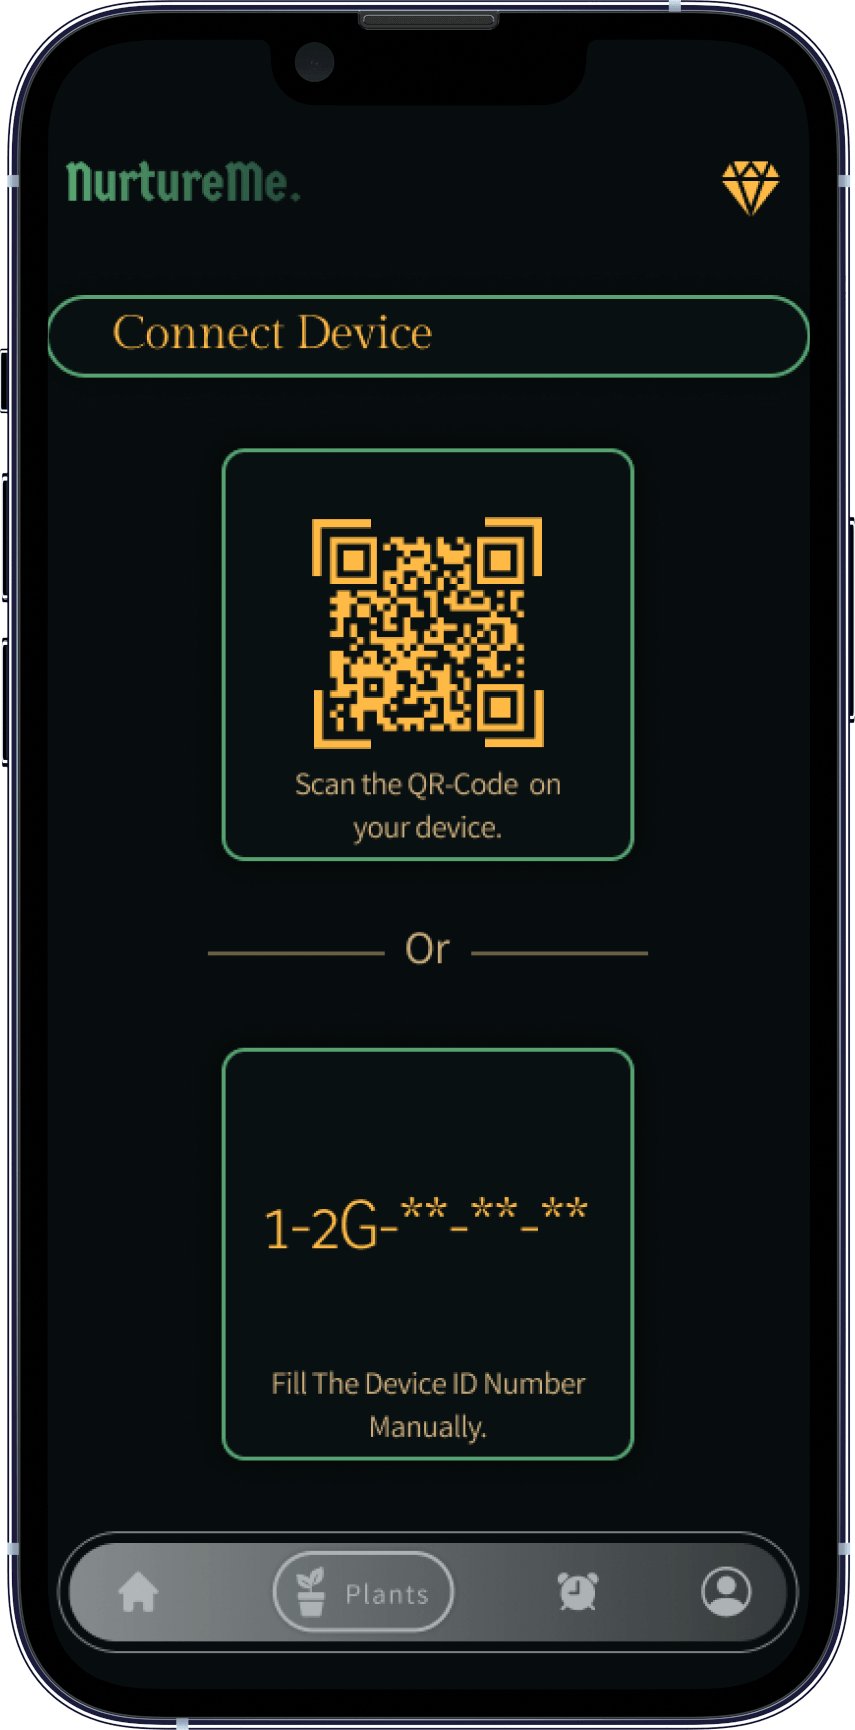 NurtureMe.
Connect Device
Scan the QR-Code on
your device.
Or
1-2G-**-**-**
Fill The Device ID Number
Manually.
Plants